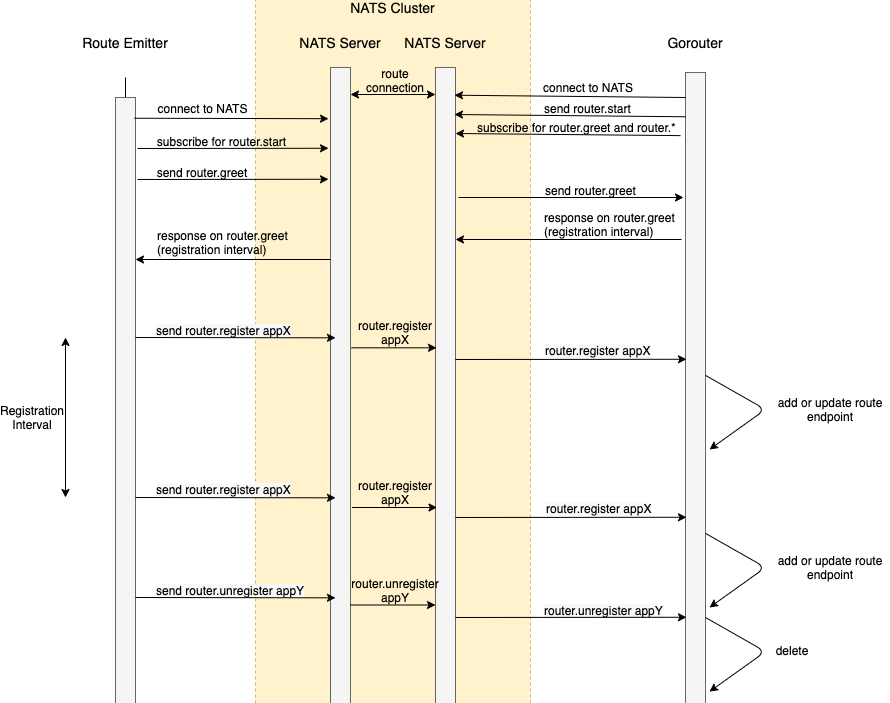 NATS Cluster
Route Emitter
NATS Server
NATS Server
Gorouter
route
connection
connect to NATS
connect to NATS
send router.start
subscribe for router.greet and router.*
subscribe for router.start
send router.greet
send router.greet
response on router.greet
(registration interval)
response on router.greet
(registration interval)
send router.register appX
router.register
appX
router.register appX
Registration
Interval
add or update route
endpoint
send router.register appX
router.register
appX
router.register appX
add or update route
endpoint
send router.unregister appY
router.unregister
appY
router.unregister appY
delete